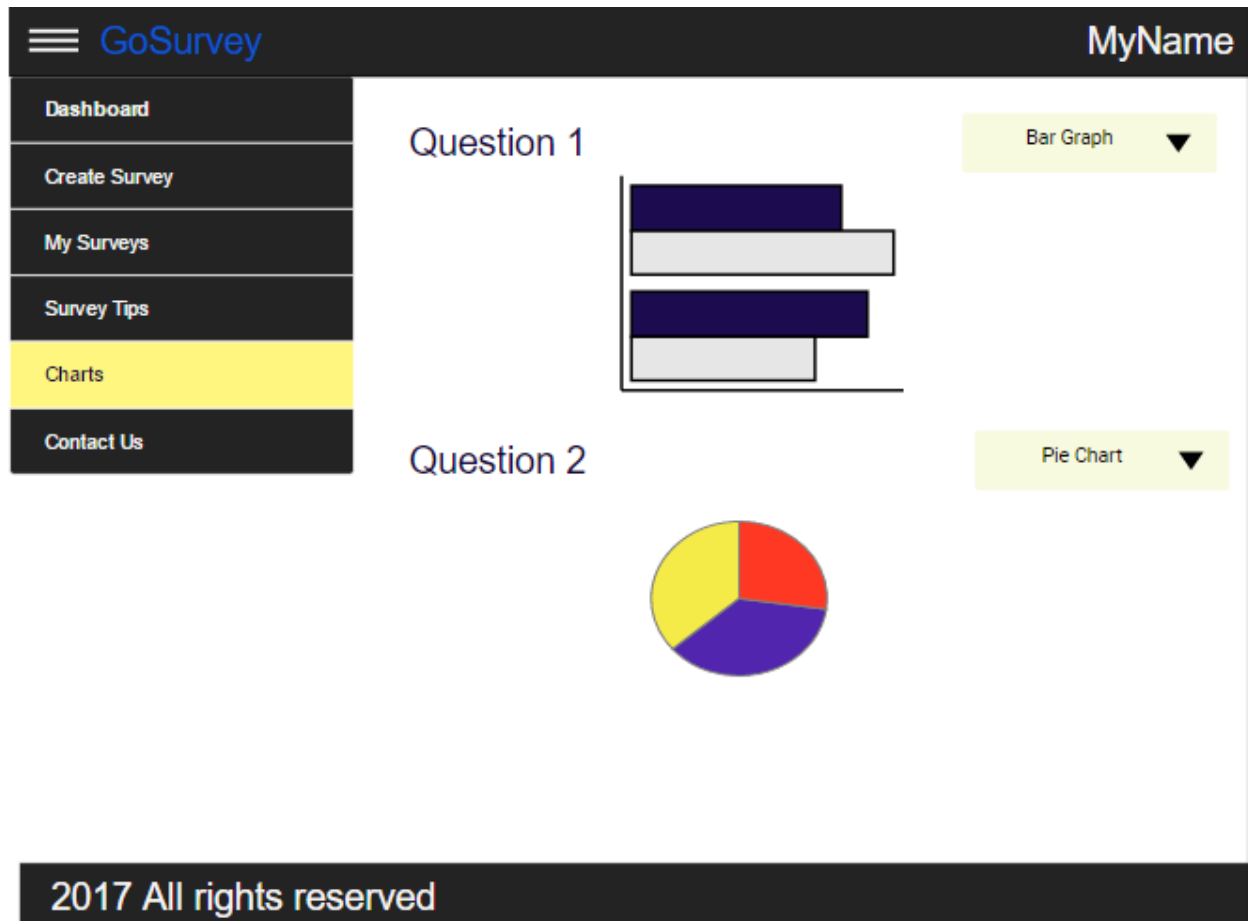 GoSurvey
MyName
Dashboard
Create Survey
My Surveys
Survey Tips
Charts
Contact Us
Question 1
Bar Graph
Question 2
Pie Chart
2017 All rights reserved